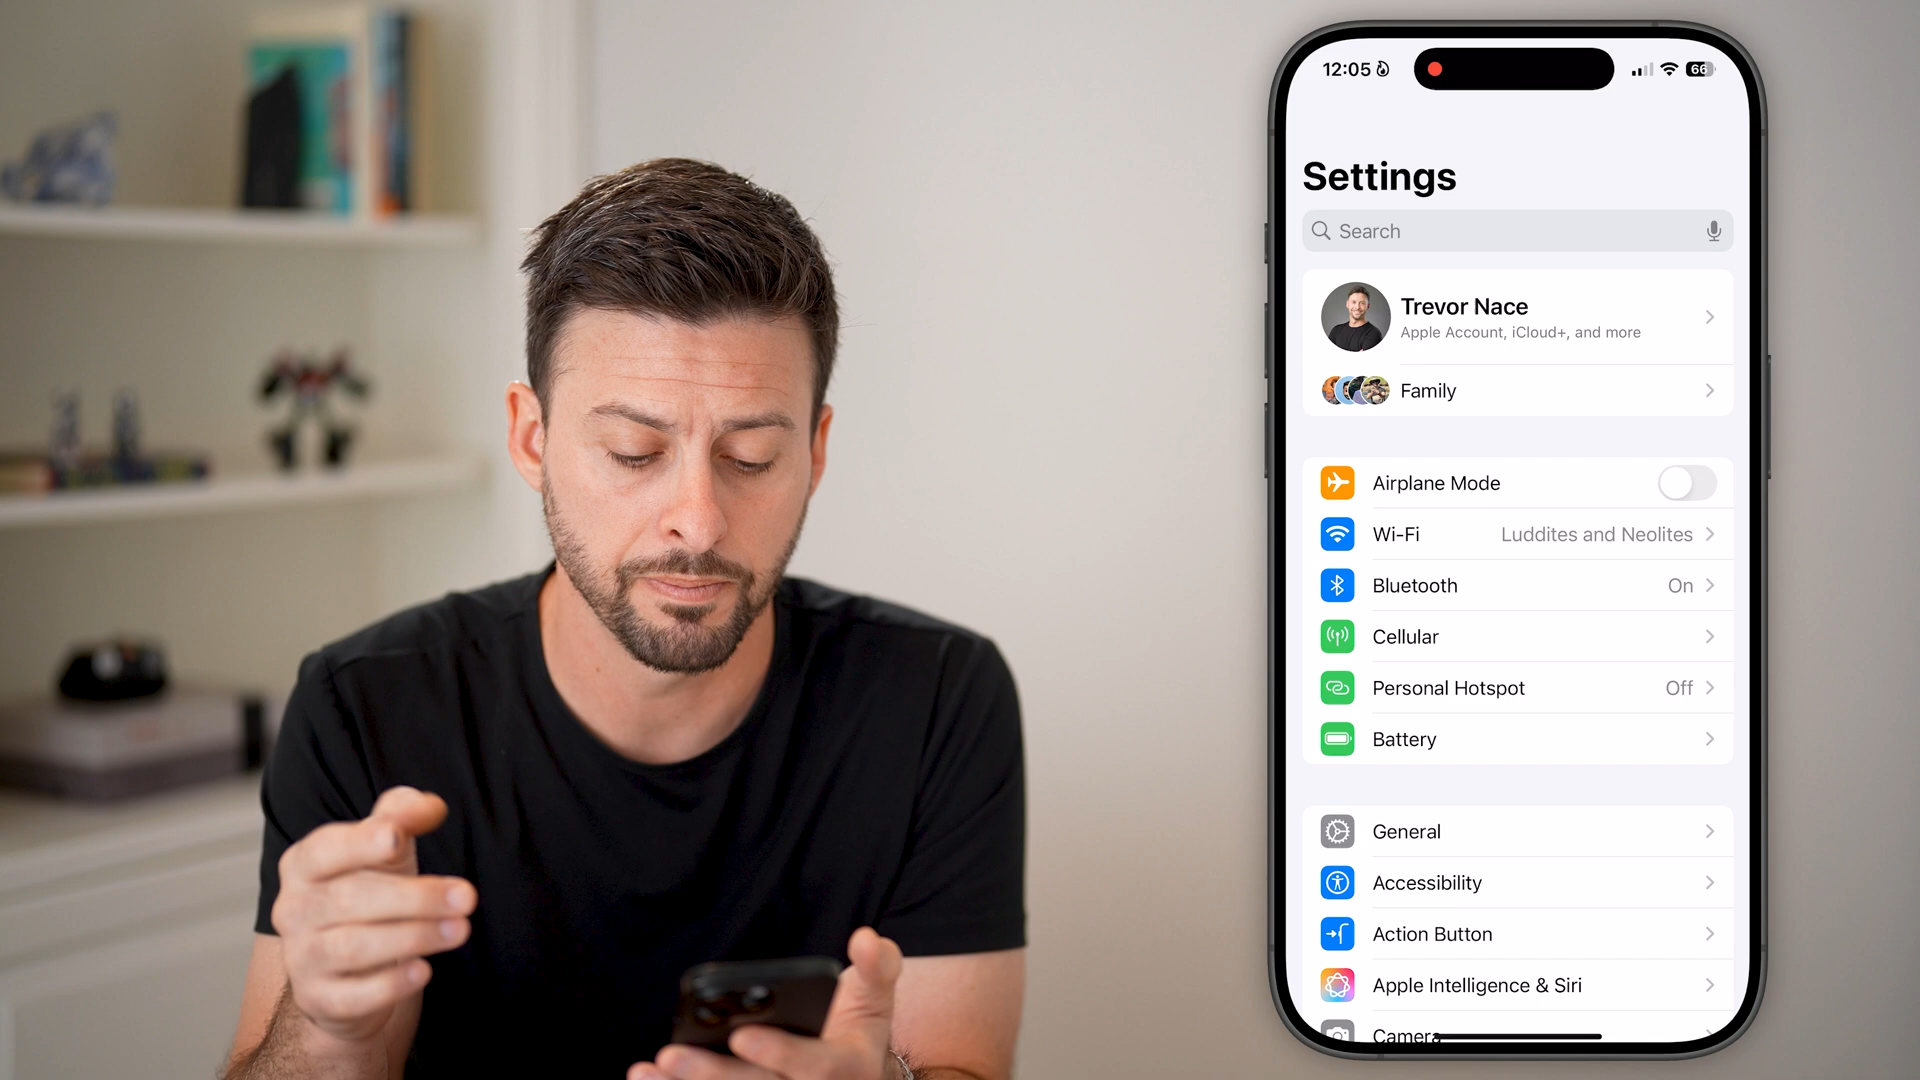 12:05
66
Settings
Search
Trevor Nace
Apple Account, iCloud+, and more
Family
Airplane Mode
Wi-Fi Luddites and Neolites
Bluetooth On
Cellular
Personal Hotspot Off
Battery
General
Accessibility
Action Button
Apple Intelligence & Siri
Camera